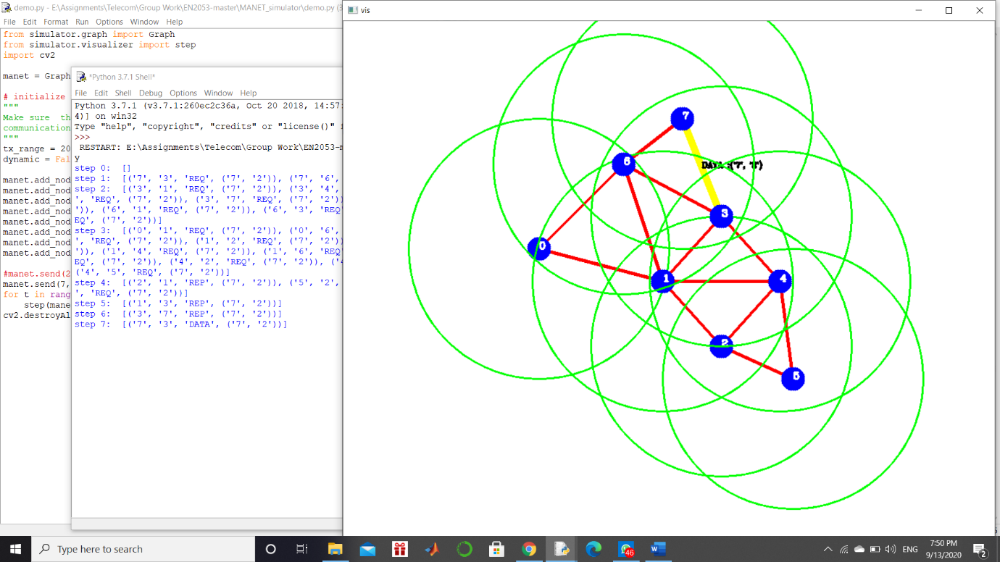 demo.py - E:\Assignments\Telecom\Group Work\EN2053-master\MANET_simulator\demo.py (3
File Edit Format Run Options Window Help
from simulator.graph import Graph
from simulator.visualizer import step
import cv2
manet = Graph
# initialize
"""
Make sure th
communication
"""
tx_range = 20
dynamic = Fal
manet.add_nod
manet.add_nod
manet.add_nod
manet.add_nod
manet.add_nod
manet.add_nod
manet.add_nod
manet.add_nod
#manet.send(2
manet.send(7,
for t in rang
step(mane
cv2.destroyAl
*Python 3.7.1 Shell*
File Edit Shell Debug Options Window Help
Python 3.7.1 (v3.7.1:260ec2c36a, Oct 20 2018, 14:57:
4)] on win32
Type "help", "copyright", "credits" or "license()" f
>>>
RESTART: E:\Assignments\Telecom\Group Work\EN2053-m
y
step 0: []
step 1: [('7', '3', 'REQ', ('7', '2')), ('7', '6',
step 2: [('3', '1', 'REQ', ('7', '2')), ('3', '4',
', 'REQ', ('7', '2')), ('3', '7', 'REQ', ('7', '2')
')), ('6', '1', 'REQ', ('7', '2')), ('6', '3', 'REQ'
EQ', ('7', '2'))]
step 3: [('0', '1', 'REQ', ('7', '2')), ('0', '6',
', 'REQ', ('7', '2')), ('1', '2', 'REQ', ('7', '2'))
')), ('1', '4', 'REQ', ('7', '2')), ('1', '6', 'REQ'
EQ', ('7', '2')), ('4', '2', 'REQ', ('7', '2')), ('4
('4', '5', 'REQ', ('7', '2'))]
step 4: [('2', '1', 'REP', ('7', '2')), ('5', '2',
', 'REQ', ('7', '2'))]
step 5: [('1', '3', 'REP', ('7', '2'))]
step 6: [('3', '7', 'REP', ('7', '2'))]
step 7: [('7', '3', 'DATA', ('7', '2'))]
vis
7
6
3
0
1
4
2
5
Type here to search
46
ENG
7:50 PM
9/13/2020
2